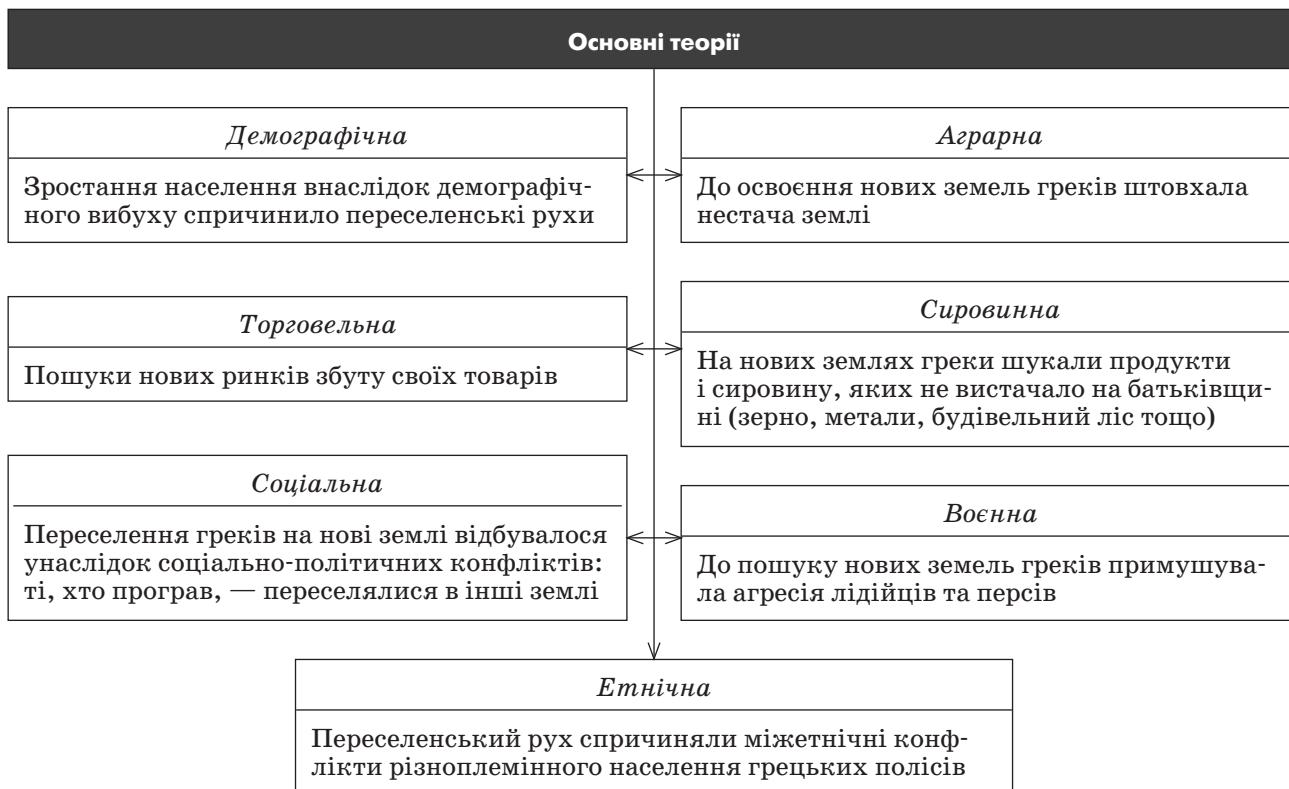 Основні теорії
Демографічна
Зростання населення внаслідок демографіч-
ного вибуху спричинило переселенські рухи
Аграрна
До освоєння нових земель греків штовхала
нестача землі
Торговельна
Пошуки нових ринків збуту своїх товарів
Сировинна
На нових землях греки шукали продукти
і сировину, яких не вистачало на батьківщи-
ні (зерно, метали, будівельний ліс тощо)
Соціальна
Переселення греків на нові землі відбувалося
унаслідок соціально-політичних конфліктів:
ті, хто програв, — переселялися в інші землі
Воєнна
До пошуку нових земель греків примушува-
ла агресія лідійців та персів
Етнічна
Переселенський рух спричиняли міжетнічні конф-
лікти різноплемінного населення грецьких полісів